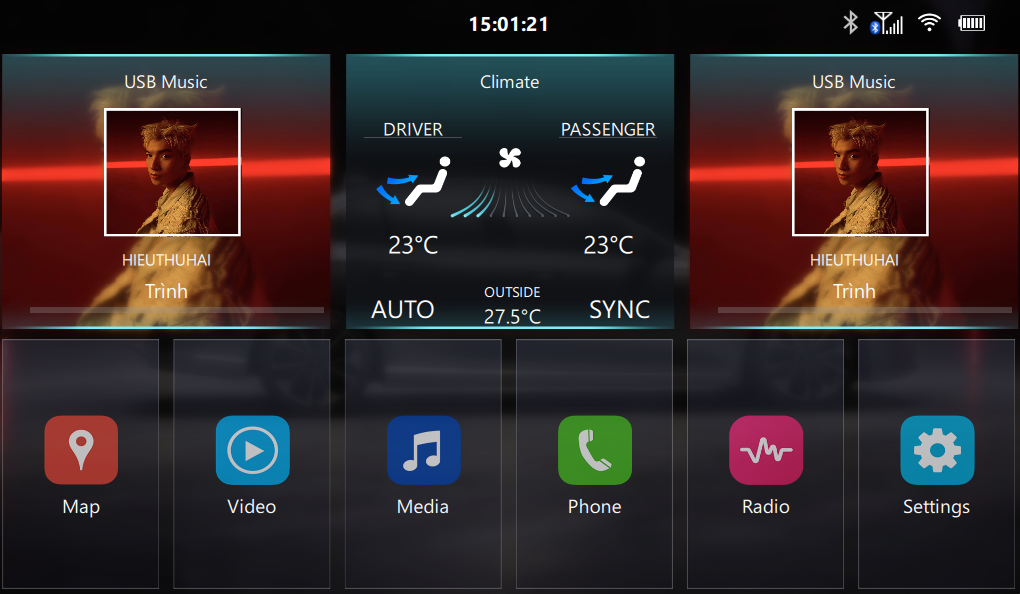 15:01:21
USB Music
HIEUTHUHAI
Trình
Climate
DRIVER
PASSENGER
23°C
23°C
AUTO
OUTSIDE
27.5°C
SYNC
USB Music
HIEUTHUHAI
Trình
Map
Video
Media
Phone
Radio
Settings